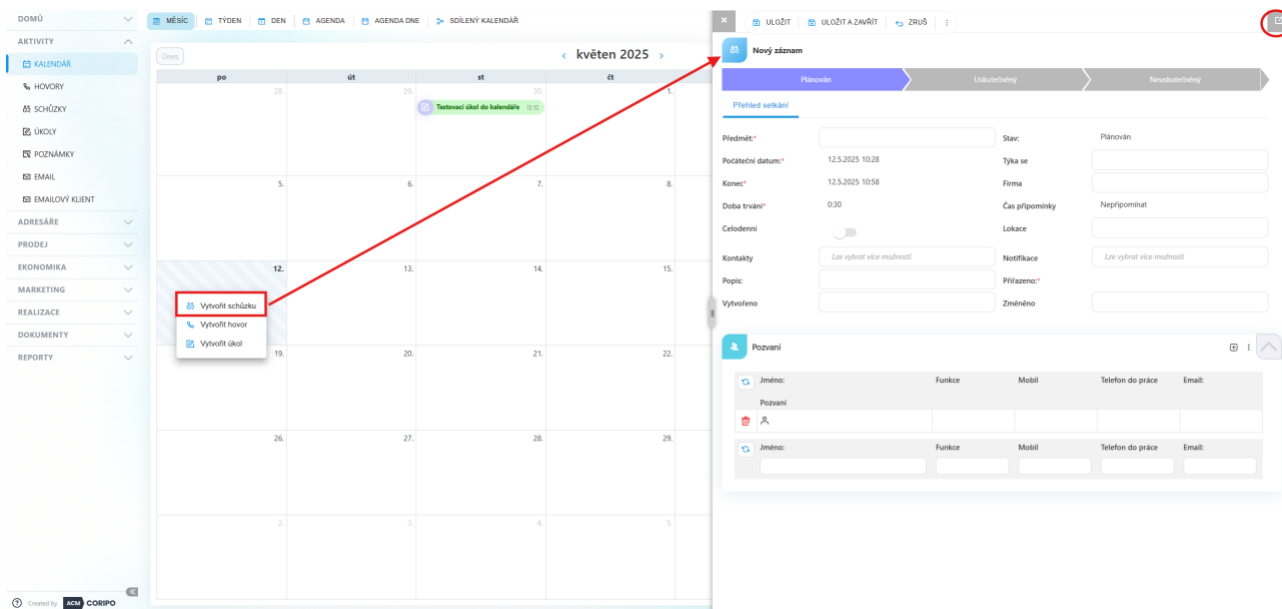 DOMŮ
AKTIVITY
KALENDÁŘ
HOVORY
SCHŮZKY
ÚKOLY
POZNÁMKY
EMAIL
EMAILOVÝ KLIENT
ADRESÁŘE
PRODEJ
EKONOMIKA
MARKETING
REALIZACE
DOKUMENTY
REPORTY
Created by ACM CORIPO
MĚSÍC TÝDEN DEN AGENDA AGENDA DNE SDÍLENÝ KALENDÁŘ
Dnes
‹ květen 2025 ›
po út st čt
28. 29. 30. 1.
Testovací úkol do kalendáře 13:10
5. 6. 7. 8.
12. 13. 14. 15.
Vytvořit schůzku
Vytvořit hovor
Vytvořit úkol
19. 20. 21. 22.
26. 27. 28. 29.
2. 3. 4. 5.
× ULOŽIT ULOŽIT A ZAVŘÍT ZRUŠ
Nový záznam
Plánován Uskutečněný Neuskutečněný
Přehled setkání
Předmět:* Stav: Plánován
Počáteční datum:* 12.5.2025 10:28 Týka se
Konec* 12.5.2025 10:58 Firma
Doba trvání* 0:30 Čas připomínky Nepřipomínat
Celodenní Lokace
Kontakty Lze vybrat více možností Notifikace Lze vybrat více možností
Popis: Přiřazeno:*
Vytvořeno Změněno
Pozvaní
Jméno: Funkce Mobil Telefon do práce Email:
Pozvaní
Jméno: Funkce Mobil Telefon do práce Email: